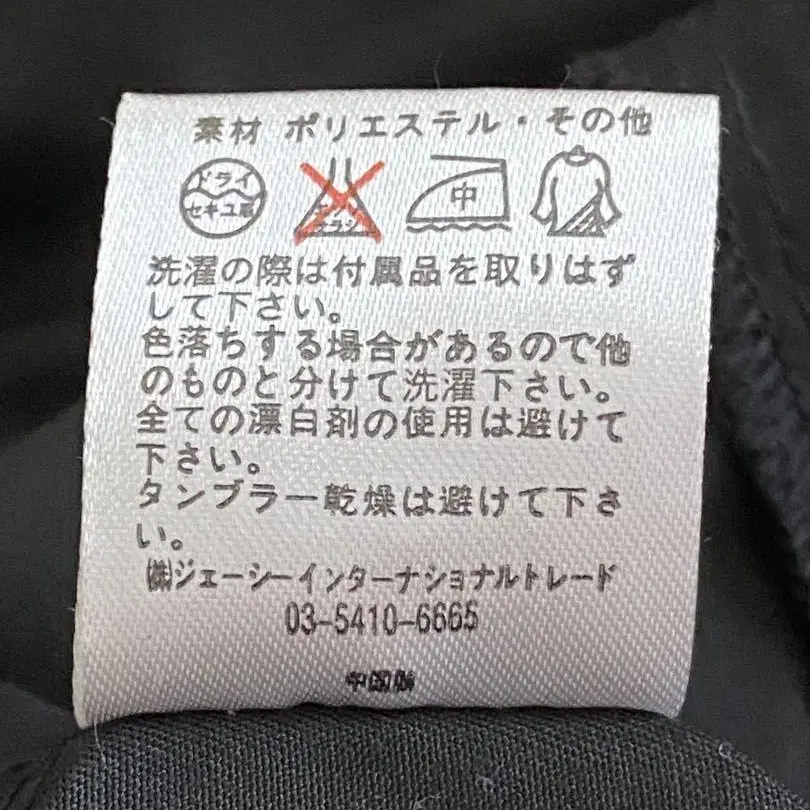 素材 ポリエステル・その他
ドライ
セキユ系
エンソ
サラシ
中
洗濯の際は付属品を取りはず
して下さい。
色落ちする場合があるので他
のものと分けて洗濯下さい。
全ての漂白剤の使用は避けて
下さい。
タンブラー乾燥は避けて下さ
い。
㈱ジェーシーインターナショナルトレード
03-5410-6665
中国製